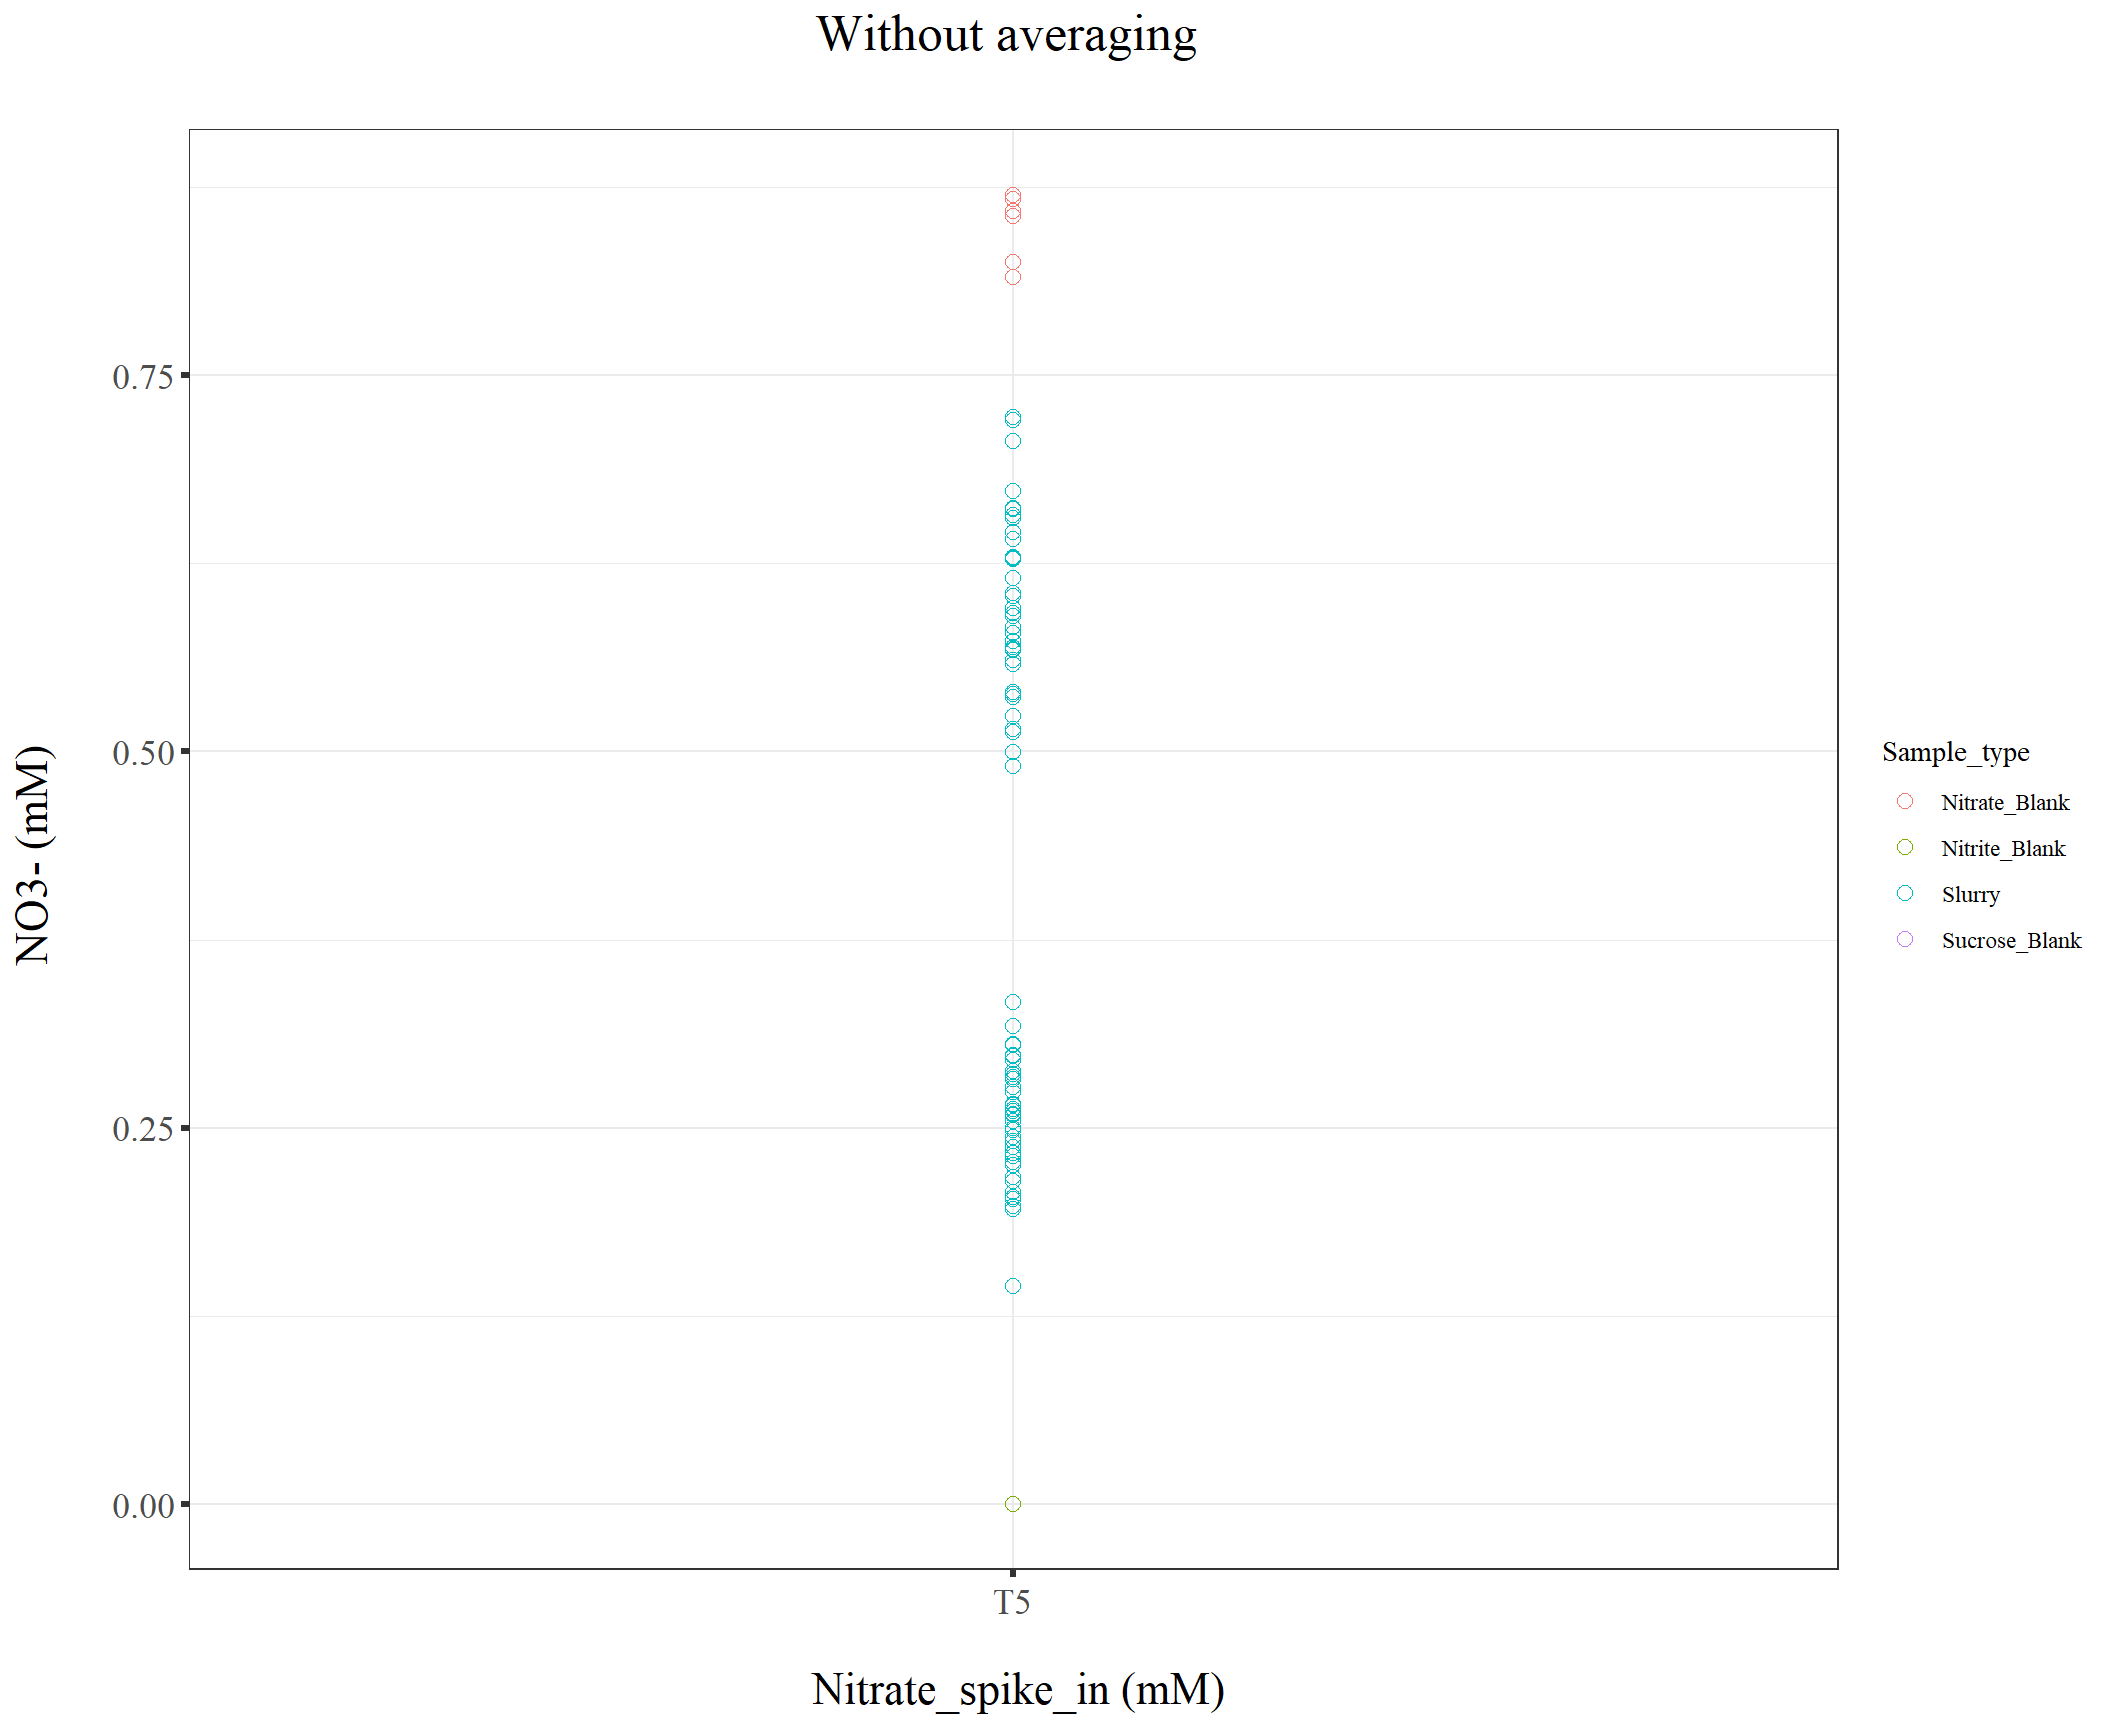 Without averaging
NO3- (mM)
0.75
0.50
0.25
0.00
T5
Nitrate_spike_in (mM)
Sample_type
Nitrate_Blank
Nitrite_Blank
Slurry
Sucrose_Blank